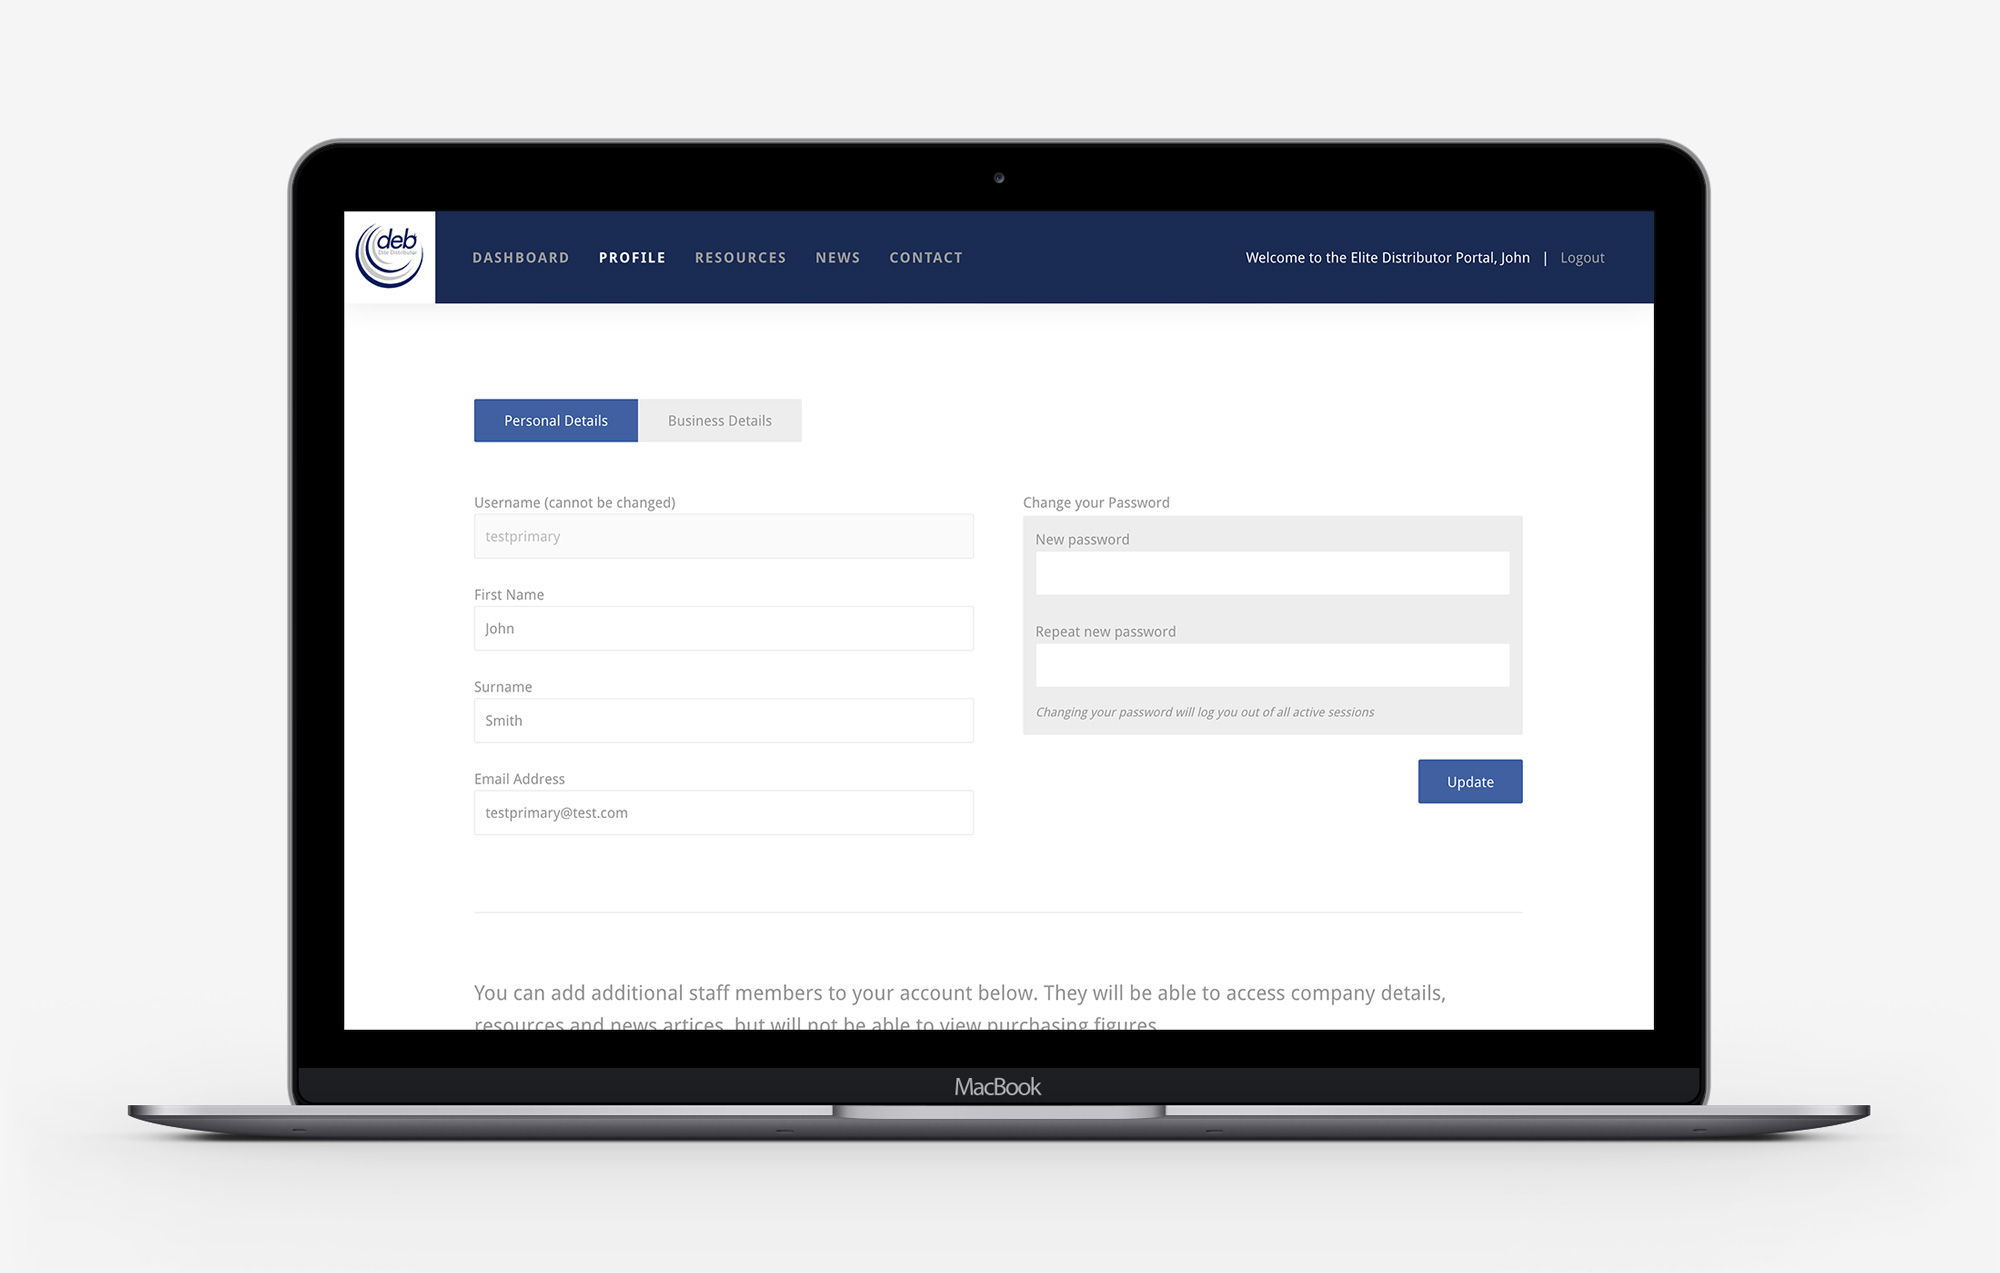 deb
Elite Distributor
DASHBOARD PROFILE RESOURCES NEWS CONTACT
Welcome to the Elite Distributor Portal, John | Logout
Personal Details Business Details
Username (cannot be changed)
testprimary
First Name
John
Surname
Smith
Email Address
testprimary@test.com
Change your Password
New password
Repeat new password
Changing your password will log you out of all active sessions
Update
You can add additional staff members to your account below. They will be able to access company details,
resources and news artices, but will not be able to view purchasing figures
MacBook